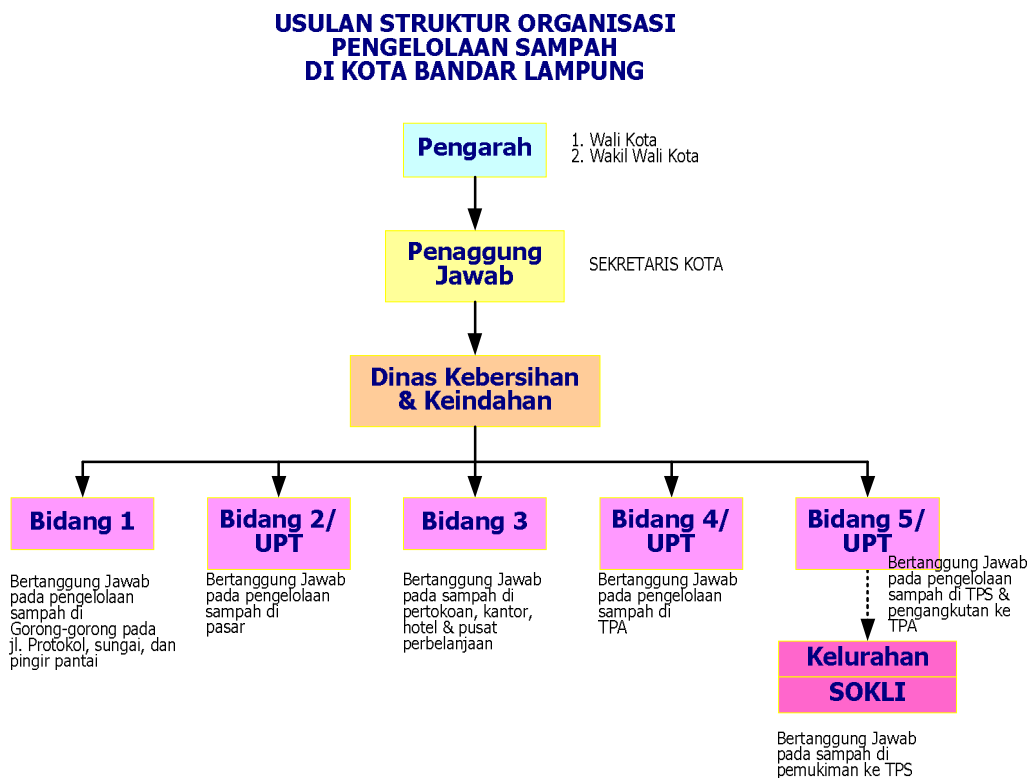 USULAN STRUKTUR ORGANISASI
PENGELOLAAN SAMPAH
DI KOTA BANDAR LAMPUNG
Pengarah
1. Wali Kota
2. Wakil Wali Kota
Penaggung
Jawab
SEKRETARIS KOTA
Dinas Kebersihan
& Keindahan
Bidang 1
Bertanggung Jawab
pada pengelolaan
sampah di
Gorong-gorong pada
jl. Protokol, sungai, dan
pingir pantai
Bidang 2/
UPT
Bertanggung Jawab
pada pengelolaan
sampah di
pasar
Bidang 3
Bertanggung Jawab
pada sampah di
pertokoan, kantor,
hotel & pusat
perbelanjaan
Bidang 4/
UPT
Bertanggung Jawab
pada pengelolaan
sampah di
TPA
Bidang 5/
UPT
Bertanggung Jawab
pada pengelolaan
sampah di TPS &
pengangkutan ke
TPA
Kelurahan
SOKLI
Bertanggung Jawab
pada sampah di
pemukiman ke TPS